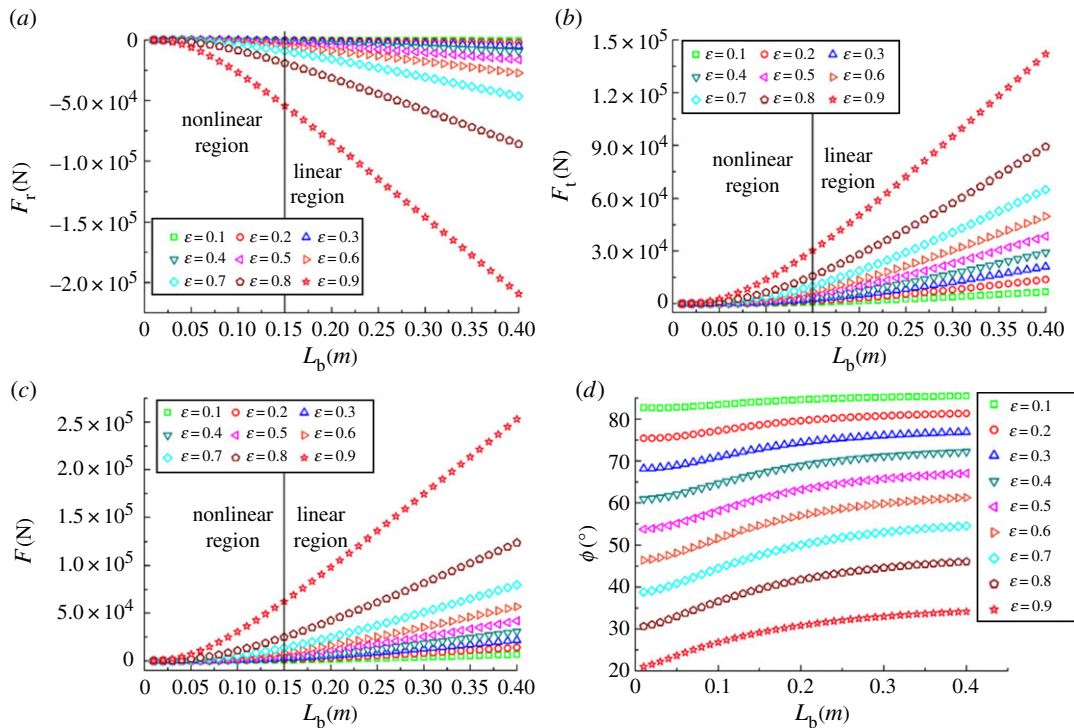 (a)
0
−5.0 × 10⁴
−1.0 × 10⁵
−1.5 × 10⁵
−2.0 × 10⁵
F_r(N)
nonlinear region
linear region
ε=0.1 ε=0.2 ε=0.3
ε=0.4 ε=0.5 ε=0.6
ε=0.7 ε=0.8 ε=0.9
0 0.05 0.10 0.15 0.20 0.25 0.30 0.35 0.40
L_b(m)
(b)
1.5 × 10⁵
1.2 × 10⁵
9.0 × 10⁴
6.0 × 10⁴
3.0 × 10⁴
0
F_t(N)
ε=0.1 ε=0.2 ε=0.3
ε=0.4 ε=0.5 ε=0.6
ε=0.7 ε=0.8 ε=0.9
nonlinear region
linear region
0 0.05 0.10 0.15 0.20 0.25 0.30 0.35 0.40
L_b(m)
(c)
2.5 × 10⁵
2.0 × 10⁵
1.5 × 10⁵
1.0 × 10⁵
5.0 × 10⁴
0
F(N)
ε=0.1 ε=0.2 ε=0.3
ε=0.4 ε=0.5 ε=0.6
ε=0.7 ε=0.8 ε=0.9
nonlinear region
linear region
0 0.05 0.10 0.15 0.20 0.25 0.30 0.35 0.40
L_b(m)
(d)
80
70
60
50
40
30
20
ϕ(°)
ε=0.1
ε=0.2
ε=0.3
ε=0.4
ε=0.5
ε=0.6
ε=0.7
ε=0.8
ε=0.9
0 0.1 0.2 0.3 0.4
L_b(m)